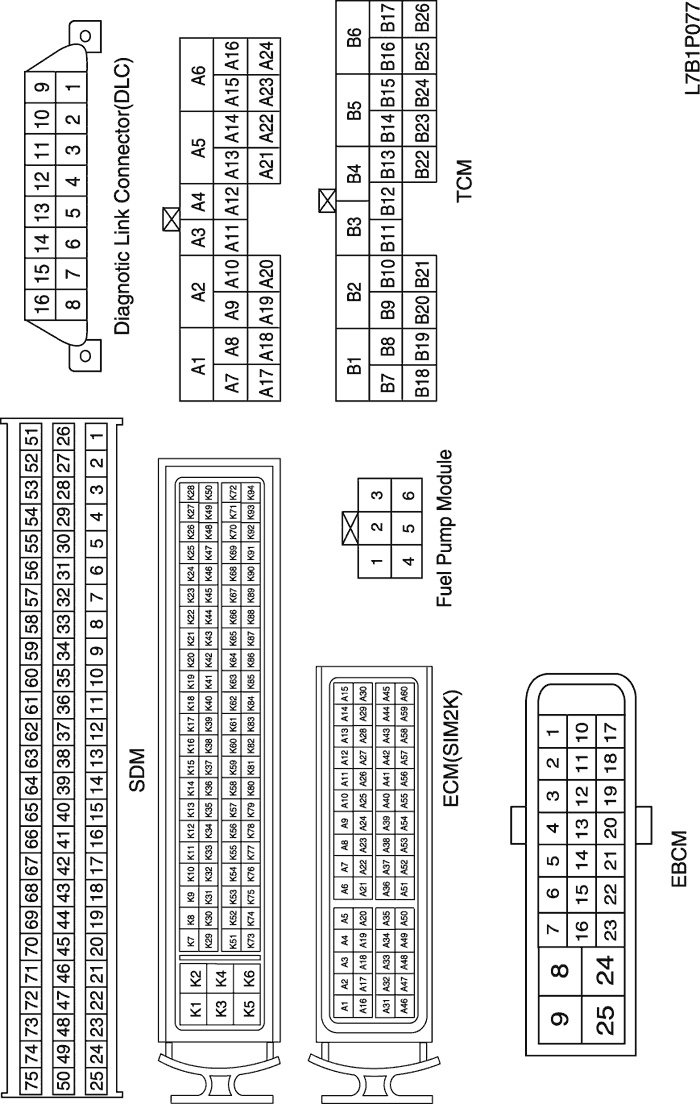 75 74 73 72 71 70 69 68 67 66 65 64 63 62 61 60 59 58 57 56 55 54 53 52 51
50 49 48 47 46 45 44 43 42 41 40 39 38 37 36 35 34 33 32 31 30 29 28 27 26
25 24 23 22 21 20 19 18 17 16 15 14 13 12 11 10 9 8 7 6 5 4 3 2 1
SDM
16 15 14 13 12 11 10 9
8 7 6 5 4 3 2 1
Diagnotic Link Connector(DLC)
K1 K2
K3 K4
K5 K6
K7 K8 K9 K10 K11 K12 K13 K14 K15 K16 K17 K18 K19 K20 K21 K22 K23 K24 K25 K26 K27 K28
K29 K30 K31 K32 K33 K34 K35 K36 K37 K38 K39 K40 K41 K42 K43 K44 K45 K46 K47 K48 K49 K50
K51 K52 K53 K54 K55 K56 K57 K58 K59 K60 K61 K62 K63 K64 K65 K66 K67 K68 K69 K70 K71 K72
K73 K74 K75 K76 K77 K78 K79 K80 K81 K82 K83 K84 K85 K86 K87 K88 K89 K90 K91 K92 K93 K94
A1 A2 A3 A4 A5 A6
A7 A8 A9 A10 A11 A12 A13 A14 A15 A16
A17 A18 A19 A20 A21 A22 A23 A24
A1 A2 A3 A4 A5 A6 A7 A8 A9 A10 A11 A12 A13 A14 A15
A16 A17 A18 A19 A20 A21 A22 A23 A24 A25 A26 A27 A28 A29 A30
A31 A32 A33 A34 A35 A36 A37 A38 A39 A40 A41 A42 A43 A44 A45
A46 A47 A48 A49 A50 A51 A52 A53 A54 A55 A56 A57 A58 A59 A60
ECM(SIM2K)
1 2 3
4 5 6
Fuel Pump Module
B1 B2 B3 B4 B5 B6
B7 B8 B9 B10 B11 B12 B13 B14 B15 B16 B17
B18 B19 B20 B21 B22 B23 B24 B25 B26
TCM
9 8 7 6 5 4 3 2 1
16 15 14 13 12 11 10
25 24 23 22 21 20 19 18 17
EBCM
L7B1P077